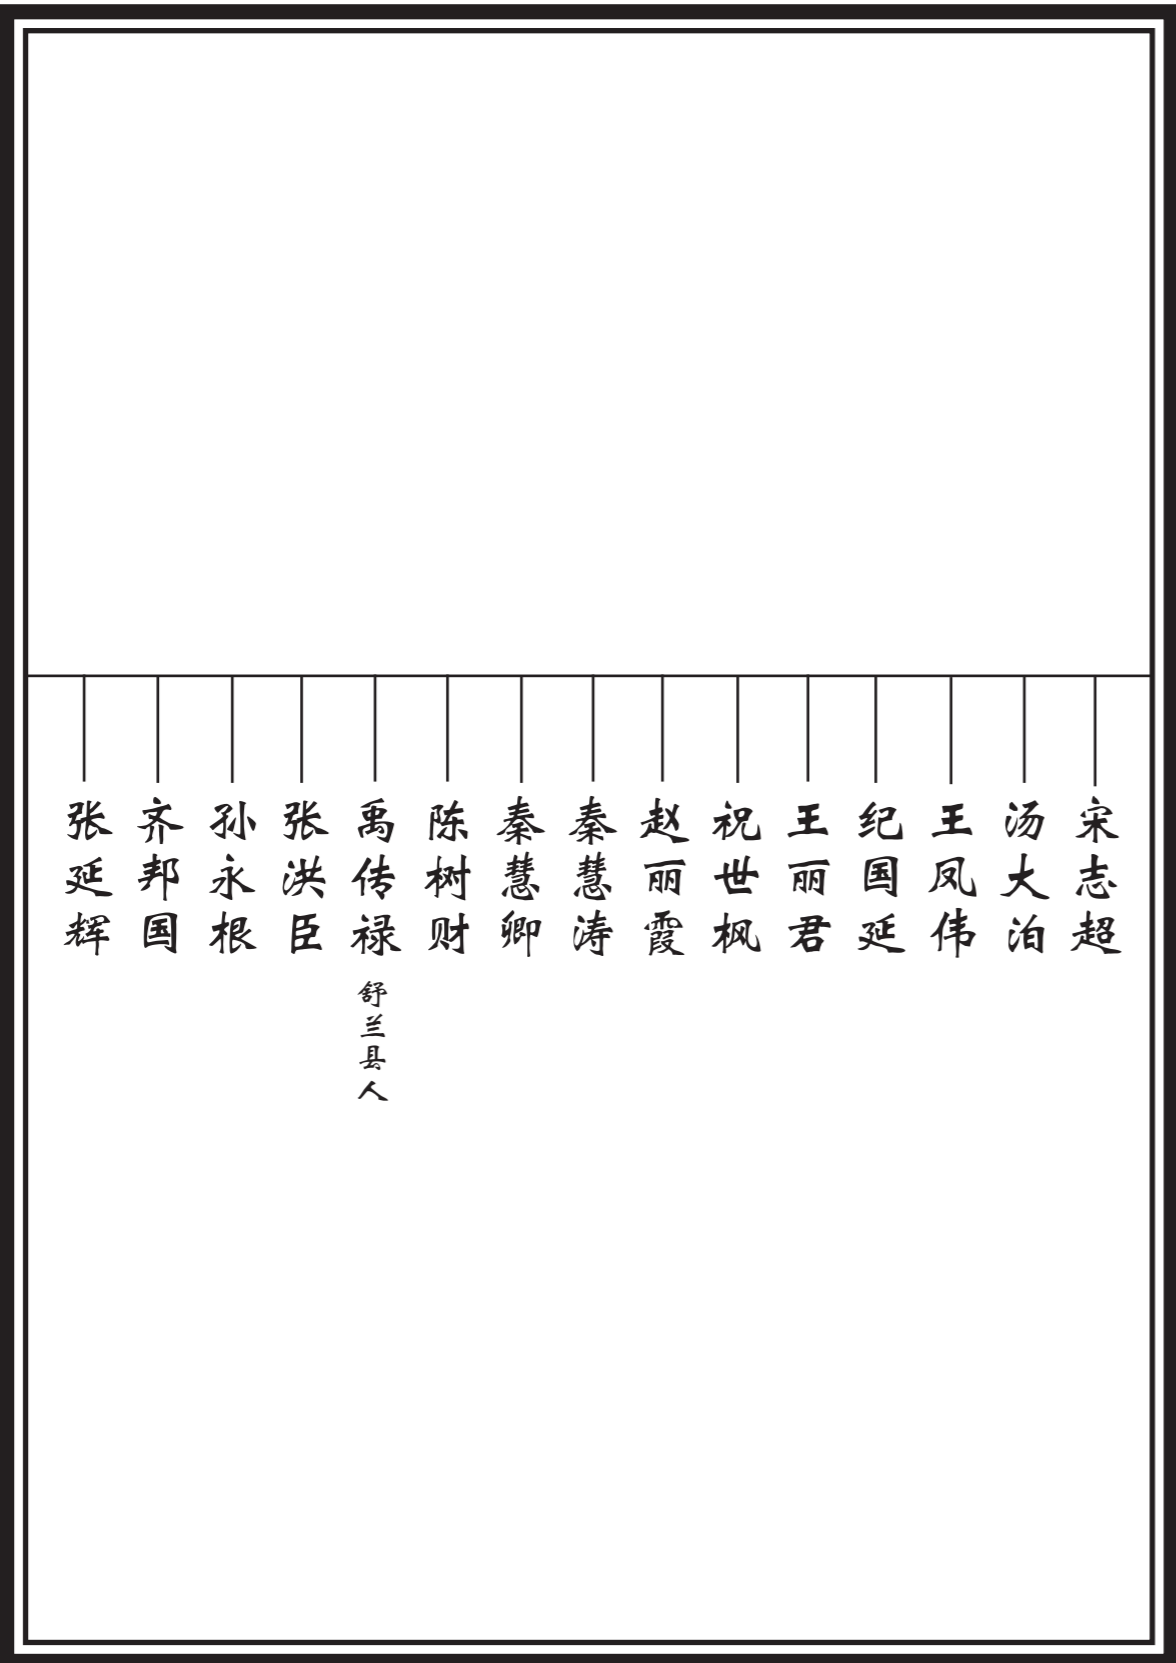 宋志超
汤大泊
王凤伟
纪国延
王丽君
祝世枫
赵丽霞
秦慧涛
秦慧卿
陈树财
禹传禄
舒兰县人
张洪臣
孙永根
齐邦国
张延辉